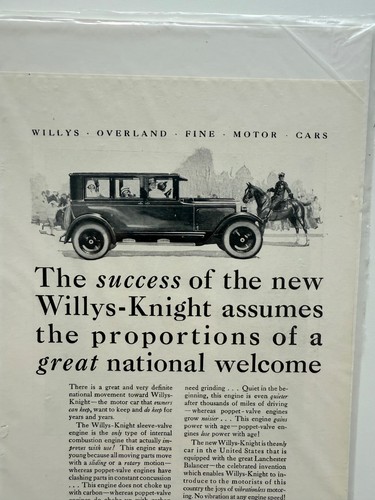 WILLYS · OVERLAND · FINE · MOTOR · CARS
The success of the new
Willys-Knight assumes
the proportions of a
great national welcome
There is a great and very definite
national movement toward Willys-
Knight—the motor car that owners
can keep, want to keep and do keep for
years and years.
The Willys-Knight sleeve-valve
engine is the only type of internal
combustion engine that actually im-
proves with use! This engine stays
young because all moving parts move
with a sliding or a rotary motion—
whereas poppet-valve engines have
clashing parts in constant concussion
. . . This engine does not choke up
with carbon—whereas poppet-valve
need grinding . . . Quiet in the be-
ginning, this engine is even quieter
after thousands of miles of driving
—whereas poppet-valve engines
grow noisier . . . This engine gains
power with age—poppet-valve en-
gines lose power with age!
The new Willys-Knight is the only
car in the United States that is
equipped with the great Lanchester
Balancer—the celebrated invention
which enables Willys-Knight to in-
troduce to the motorists of this
country the joys of vibrationless motor-
ing. No vibration at any engine speed